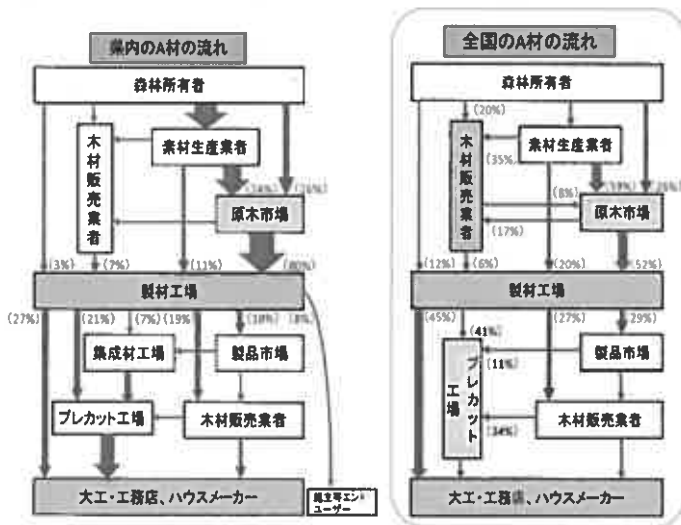 県内のA材の流れ
森林所有者
木材販売業者
素材生産業者
原木市場
(3%)
(7%)
(11%)
(80%)
製材工場
(27%)
(21%)
(7%)
(19%)
(18%)
集成材工場
製品市場
プレカット工場
木材販売業者
大工・工務店、ハウスメーカー
ユーザー
全国のA材の流れ
森林所有者
(20%)
木材販売業者
素材生産業者
(35%)
(8%)
原木市場
(17%)
(12%)
(6%)
(20%)
(52%)
製材工場
(45%)
(41%)
(27%)
29%)
(11%)
製品市場
プレカット工場
木材販売業者
大工・工務店、ハウスメーカー